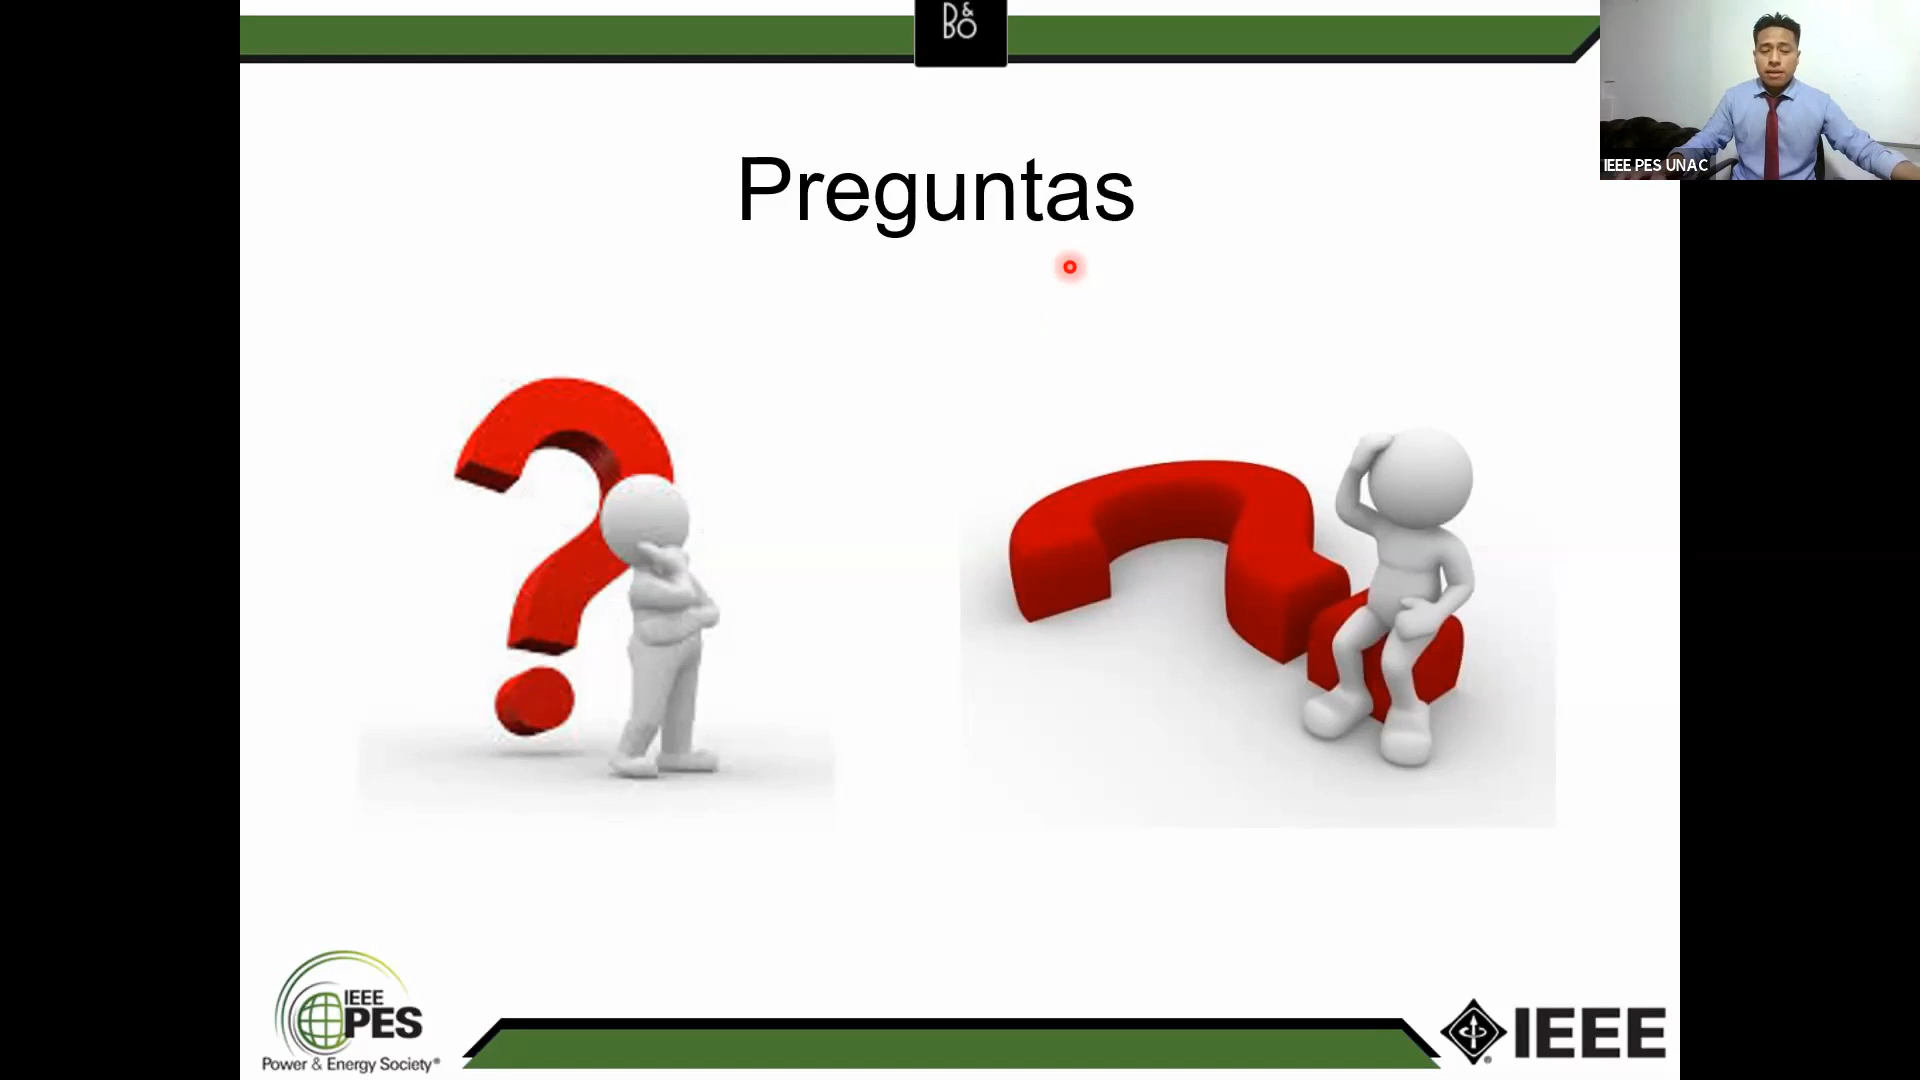 B&O
IEEE PES UNAC
Preguntas
IEEE
PES
Power & Energy Society®
IEEE